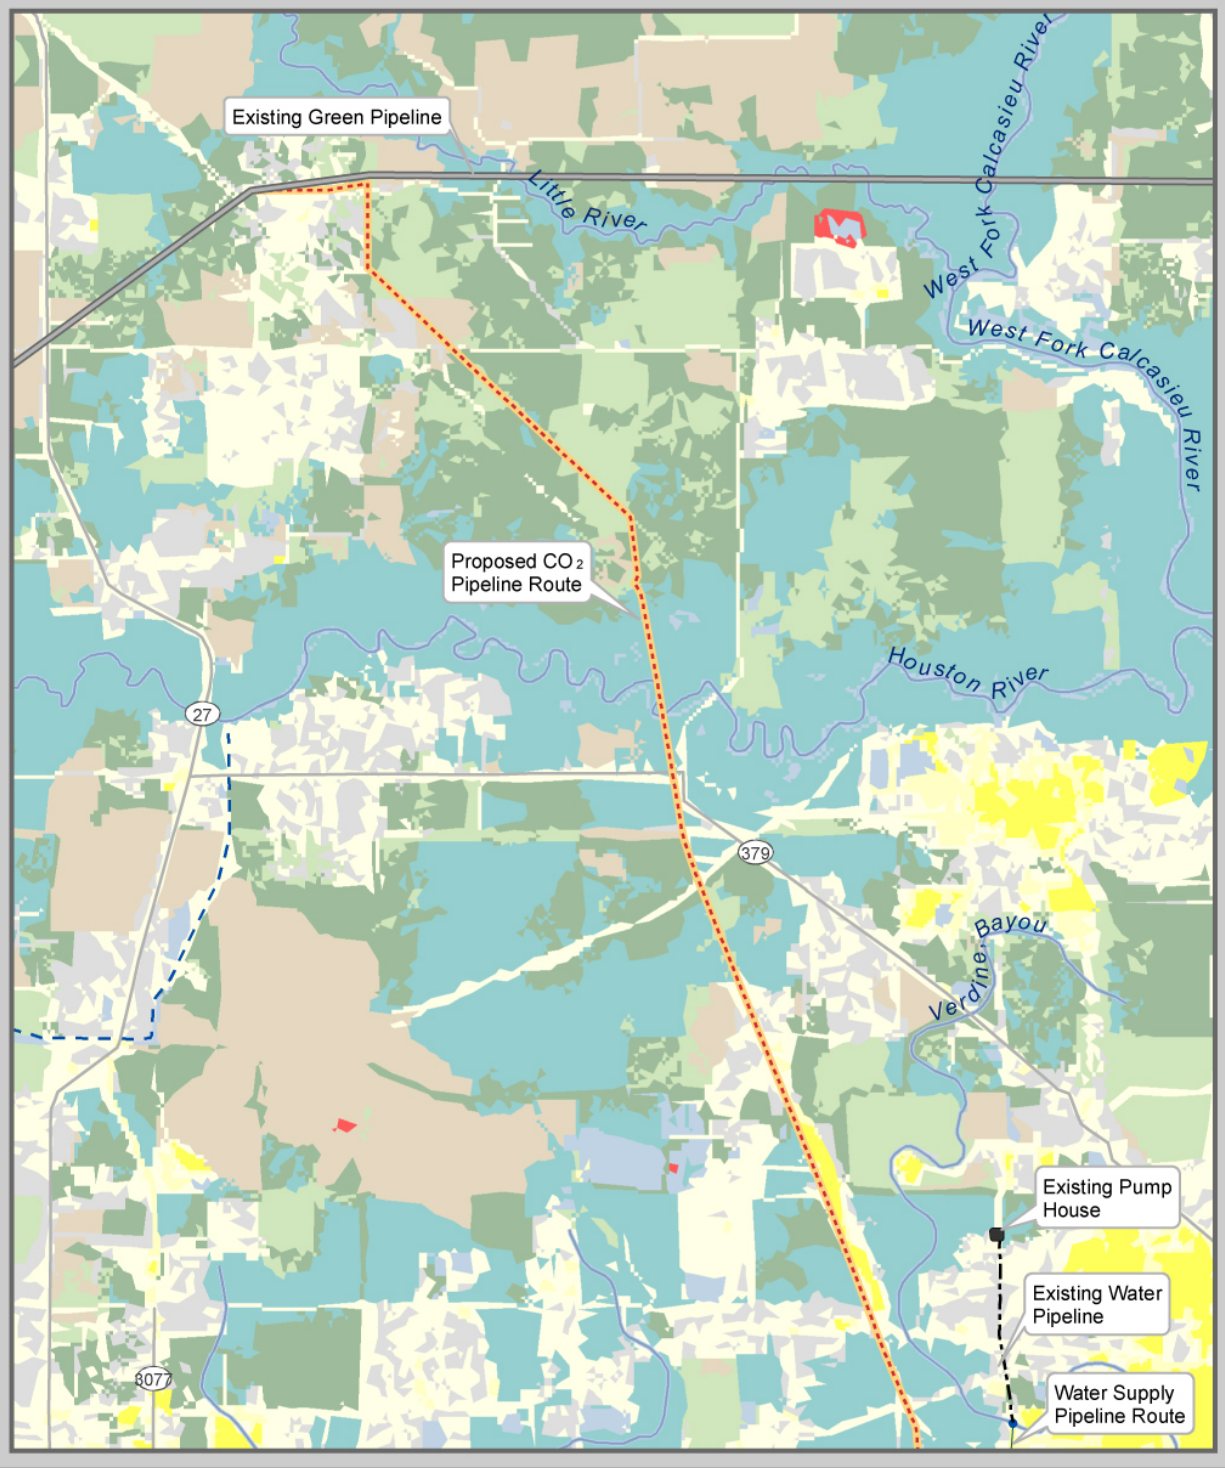 Existing Green Pipeline
West Fork Calcasieu River
Little River
West Fork Calcasieu River
Proposed CO₂
Pipeline Route
Houston River
27
379
Verdine Bayou
Existing Pump
House
Existing Water
Pipeline
3077
Water Supply
Pipeline Route